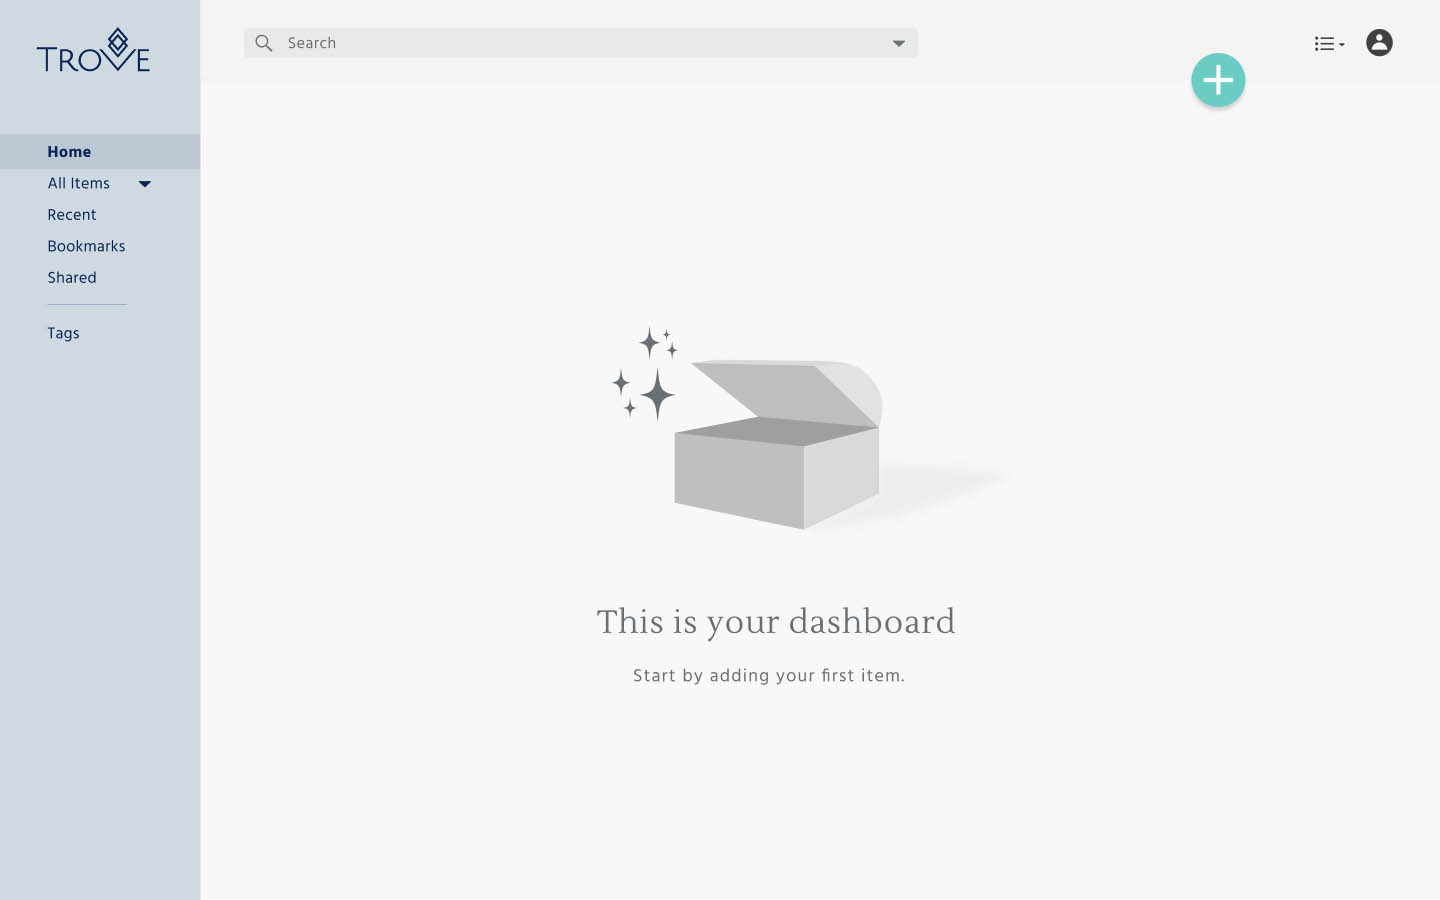 TROVE
Search
Home
All Items
Recent
Bookmarks
Shared
Tags
This is your dashboard
Start by adding your first item.